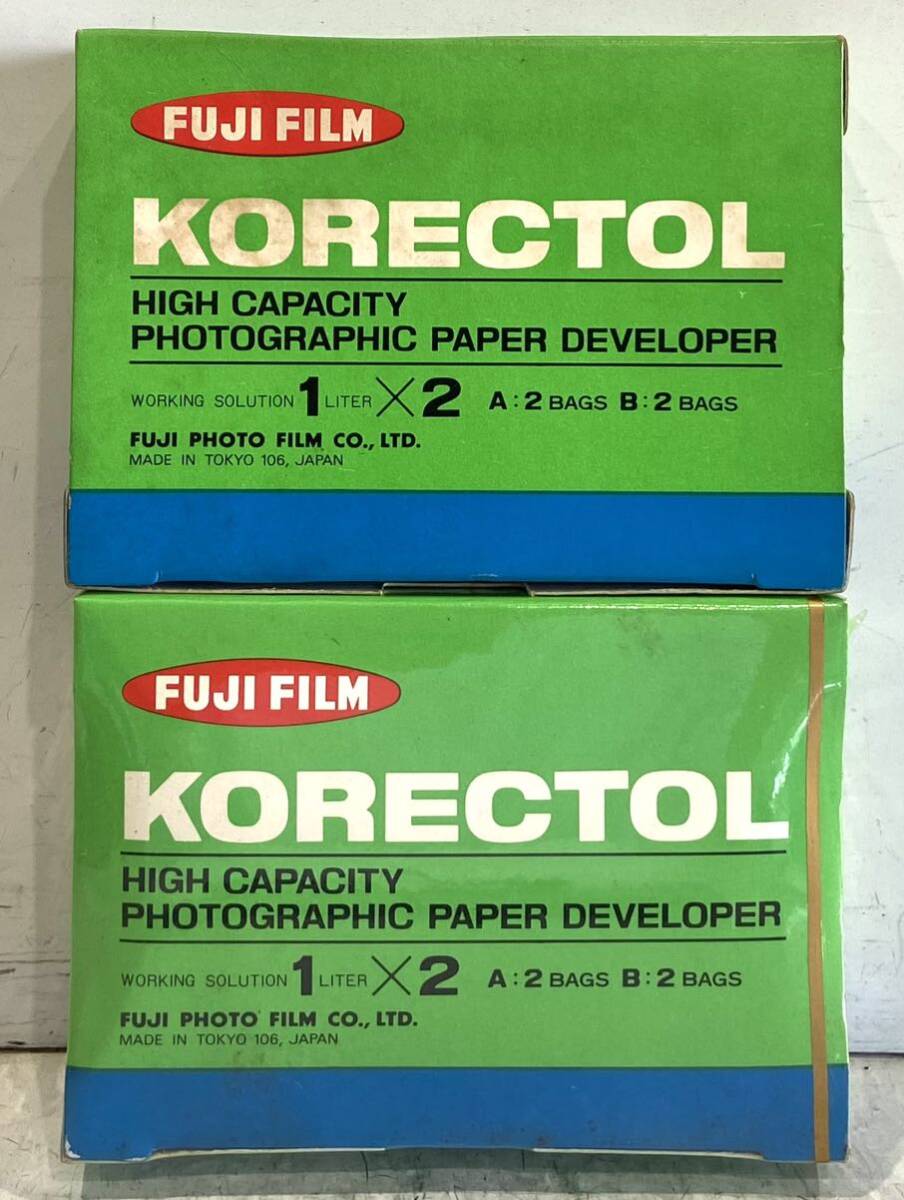 FUJI FILM
KORECTOL
HIGH CAPACITY
PHOTOGRAPHIC PAPER DEVELOPER
WORKING SOLUTION 1 LITER × 2 A:2 BAGS B:2 BAGS
FUJI PHOTO FILM CO., LTD.
MADE IN TOKYO 106, JAPAN
FUJI FILM
KORECTOL
HIGH CAPACITY
PHOTOGRAPHIC PAPER DEVELOPER
WORKING SOLUTION 1 LITER × 2 A:2 BAGS B:2 BAGS
FUJI PHOTO FILM CO., LTD.
MADE IN TOKYO 106, JAPAN